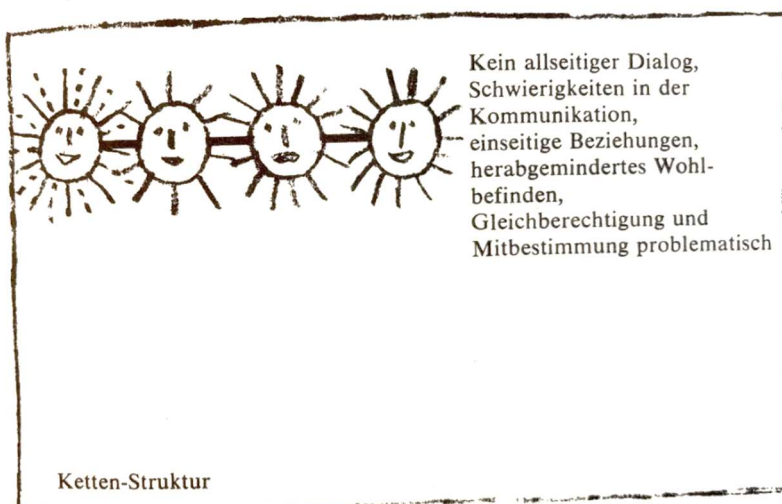 Kein allseitiger Dialog,
Schwierigkeiten in der
Kommunikation,
einseitige Beziehungen,
herabgemindertes Wohl-
befinden,
Gleichberechtigung und
Mitbestimmung problematisch
Ketten-Struktur